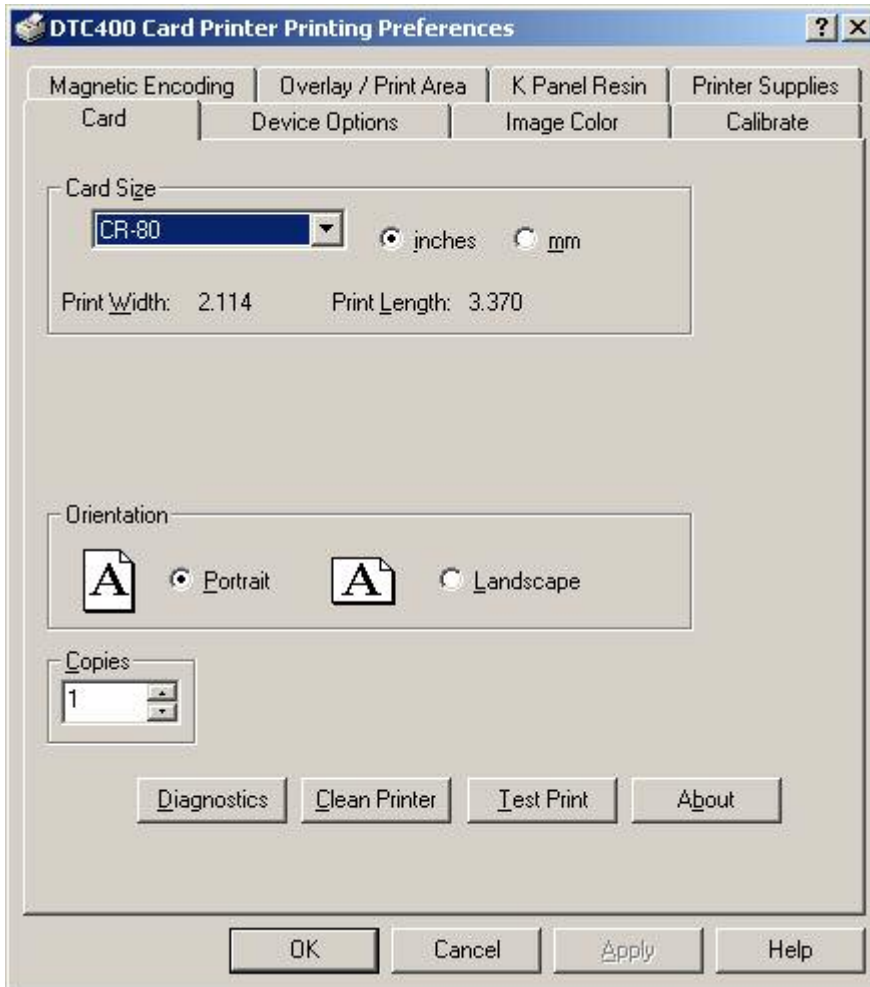 DTC400 Card Printer Printing Preferences
Magnetic Encoding Overlay / Print Area K Panel Resin Printer Supplies
Card Device Options Image Color Calibrate
Card Size
CR-80 inches mm
Print Width: 2.114 Print Length: 3.370
Orientation
A Portrait A Landscape
Copies
1
Diagnostics Clean Printer Test Print About
OK Cancel Apply Help